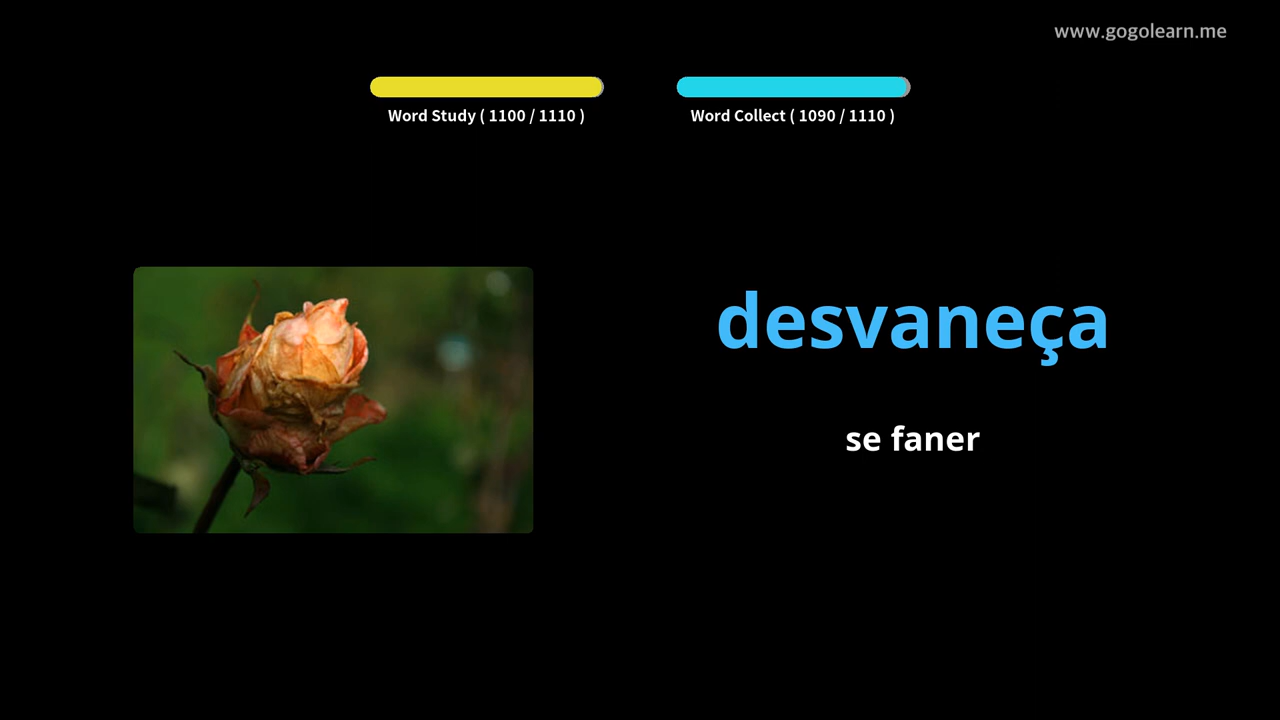 www.gogolearn.me
Word Study ( 1100 / 1110 )
Word Collect ( 1090 / 1110 )
desvaneça
se faner